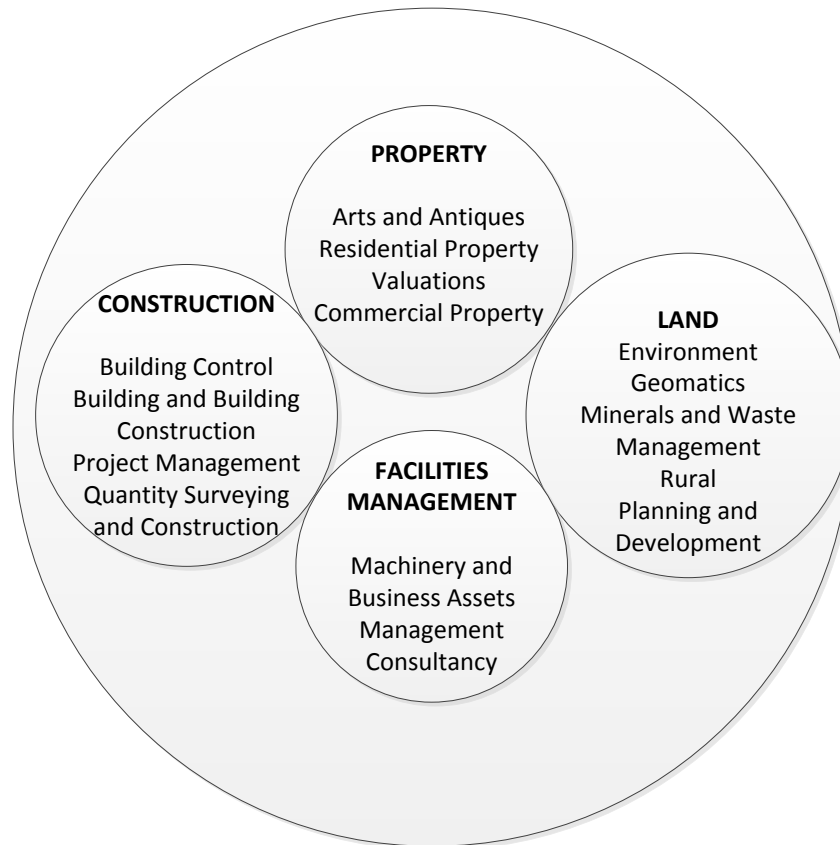 PROPERTY
Arts and Antiques
Residential Property
Valuations
Commercial Property
CONSTRUCTION
Building Control
Building and Building
Construction
Project Management
Quantity Surveying
and Construction
LAND
Environment
Geomatics
Minerals and Waste
Management
Rural
Planning and
Development
FACILITIES
MANAGEMENT
Machinery and
Business Assets
Management
Consultancy